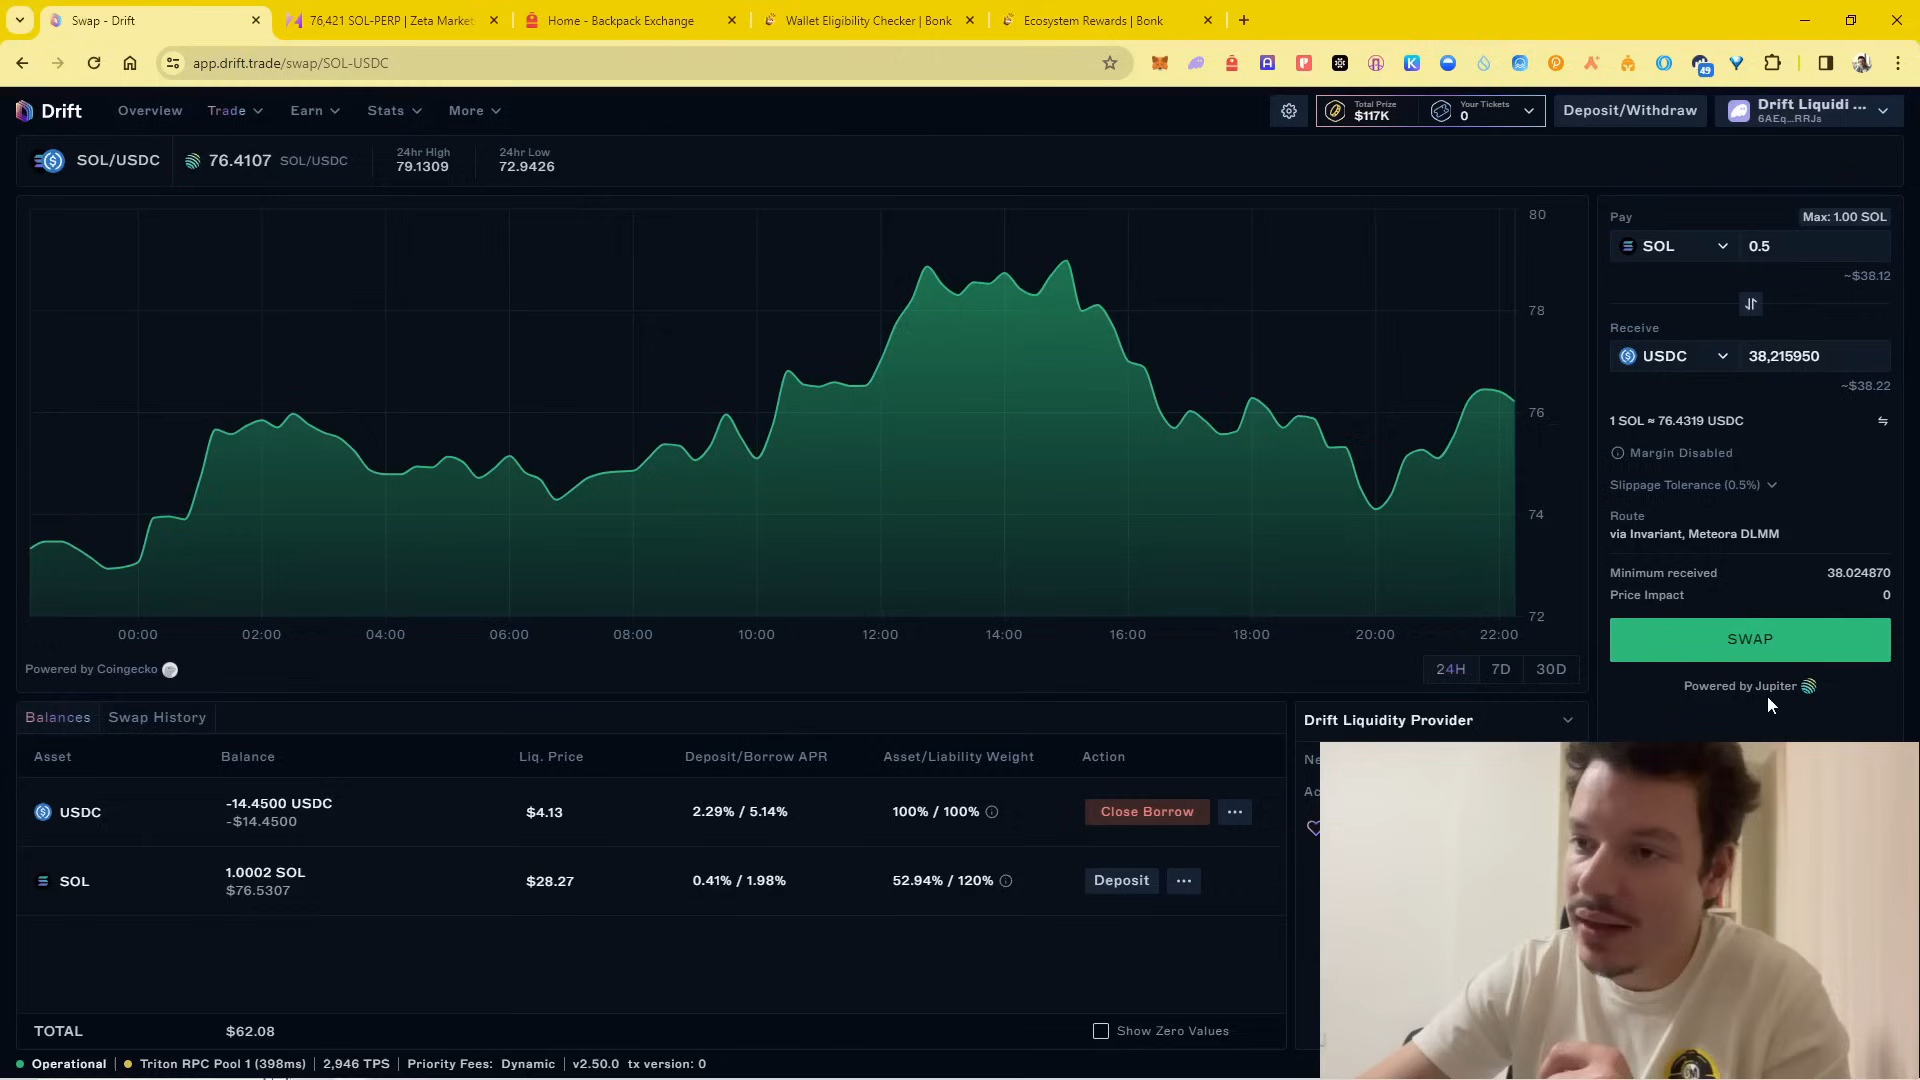 Swap - Drift
76,421 SOL-PERP | Zeta Market
Home - Backpack Exchange
Wallet Eligibility Checker | Bonk
Ecosystem Rewards | Bonk
app.drift.trade/swap/SOL-USDC
49
Drift
Overview
Trade
Earn
Stats
More
Total Prize
$117K
Your Tickets
0
Deposit/Withdraw
Drift Liquidi ...
6AEq...RRJs
SOL/USDC
76.4107 SOL/USDC
24hr High
79.1309
24hr Low
72.9426
80
78
76
74
72
00:00 02:00 04:00 06:00 08:00 10:00 12:00 14:00 16:00 18:00 20:00 22:00
Powered by Coingecko
24H 7D 30D
Pay
Max: 1.00 SOL
SOL
0.5
~$38.12
Receive
USDC
38,215950
~$38.22
1 SOL ≈ 76.4319 USDC
Margin Disabled
Slippage Tolerance (0.5%)
Route
via Invariant, Meteora DLMM
Minimum received 38.024870
Price Impact 0
SWAP
Powered by Jupiter
Balances
Swap History
Asset Balance Liq. Price Deposit/Borrow APR Asset/Liability Weight Action
USDC
-14.4500 USDC
-$14.4500
$4.13
2.29% / 5.14%
100% / 100%
Close Borrow
SOL
1.0002 SOL
$76.5307
$28.27
0.41% / 1.98%
52.94% / 120%
Deposit
TOTAL $62.08
Show Zero Values
Drift Liquidity Provider
Ne
Ac
Operational
Triton RPC Pool 1 (398ms)
2,946 TPS
Priority Fees: Dynamic
v2.50.0 tx version: 0